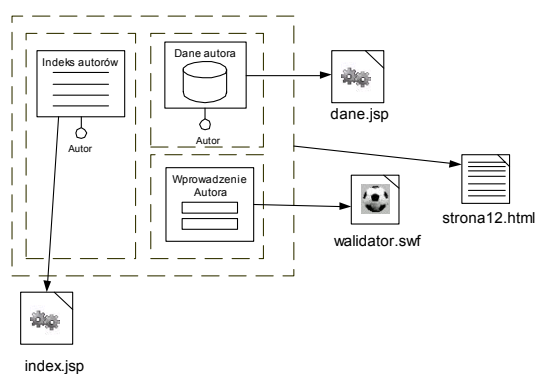 Indeks autorów
Autor
Dane autora
Autor
Wprowadzenie
Autora
dane.jsp
walidator.swf
strona12.html
index.jsp